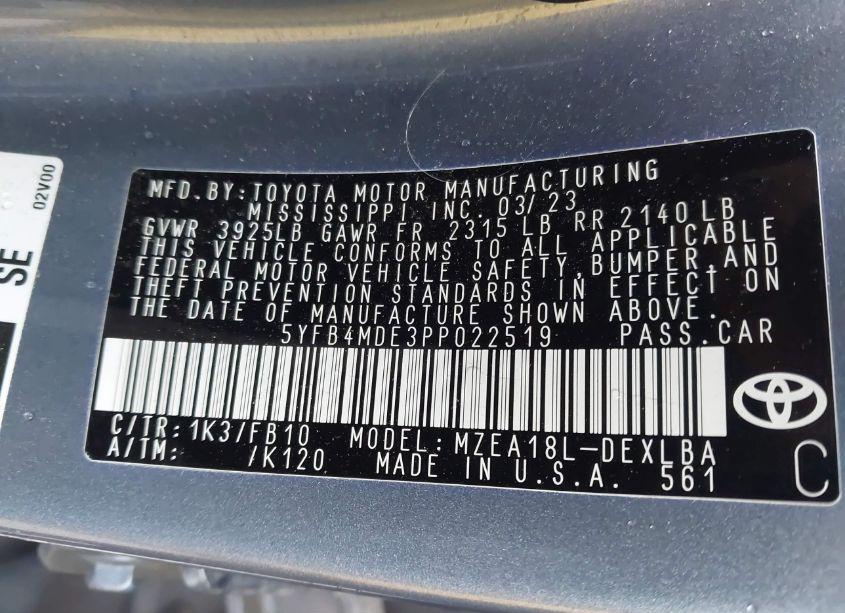 MFD.BY: TOYOTA MOTOR MANUFACTURING
MISSISSIPPI INC. 03/23
GVWR 3925LB GAWR FR 2315 LB RR 2140 LB
THIS VEHICLE CONFORMS TO ALL APPLICABLE
FEDERAL MOTOR VEHICLE SAFETY, BUMPER, AND
THEFT PREVENTION STANDARDS IN EFFECT ON
THE DATE OF MANUFACTURE SHOWN ABOVE.
5YFB4MDE3PP022519 PASS.CAR
C/TR: 1K3/FB10 MODEL: MZEA18L-DEXLBA
A/TM: /K120 MADE IN U.S.A. 561
C
SE
02V00